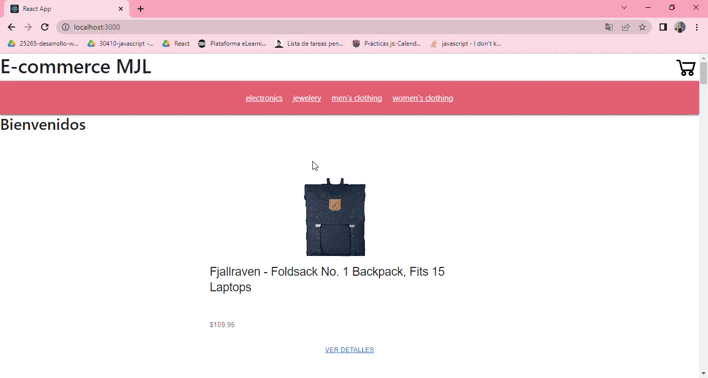 React App
localhost:3000
25265-desarrollo-w...
30410-javascript -...
React
Plataforma eLearni...
Lista de tareas pen...
Prácticas js: Calend...
javascript - I don't k...
E-commerce MJL
electronics
jewelery
men's clothing
women's clothing
Bienvenidos
Fjallraven - Foldsack No. 1 Backpack, Fits 15
Laptops
$109.95
VER DETALLES